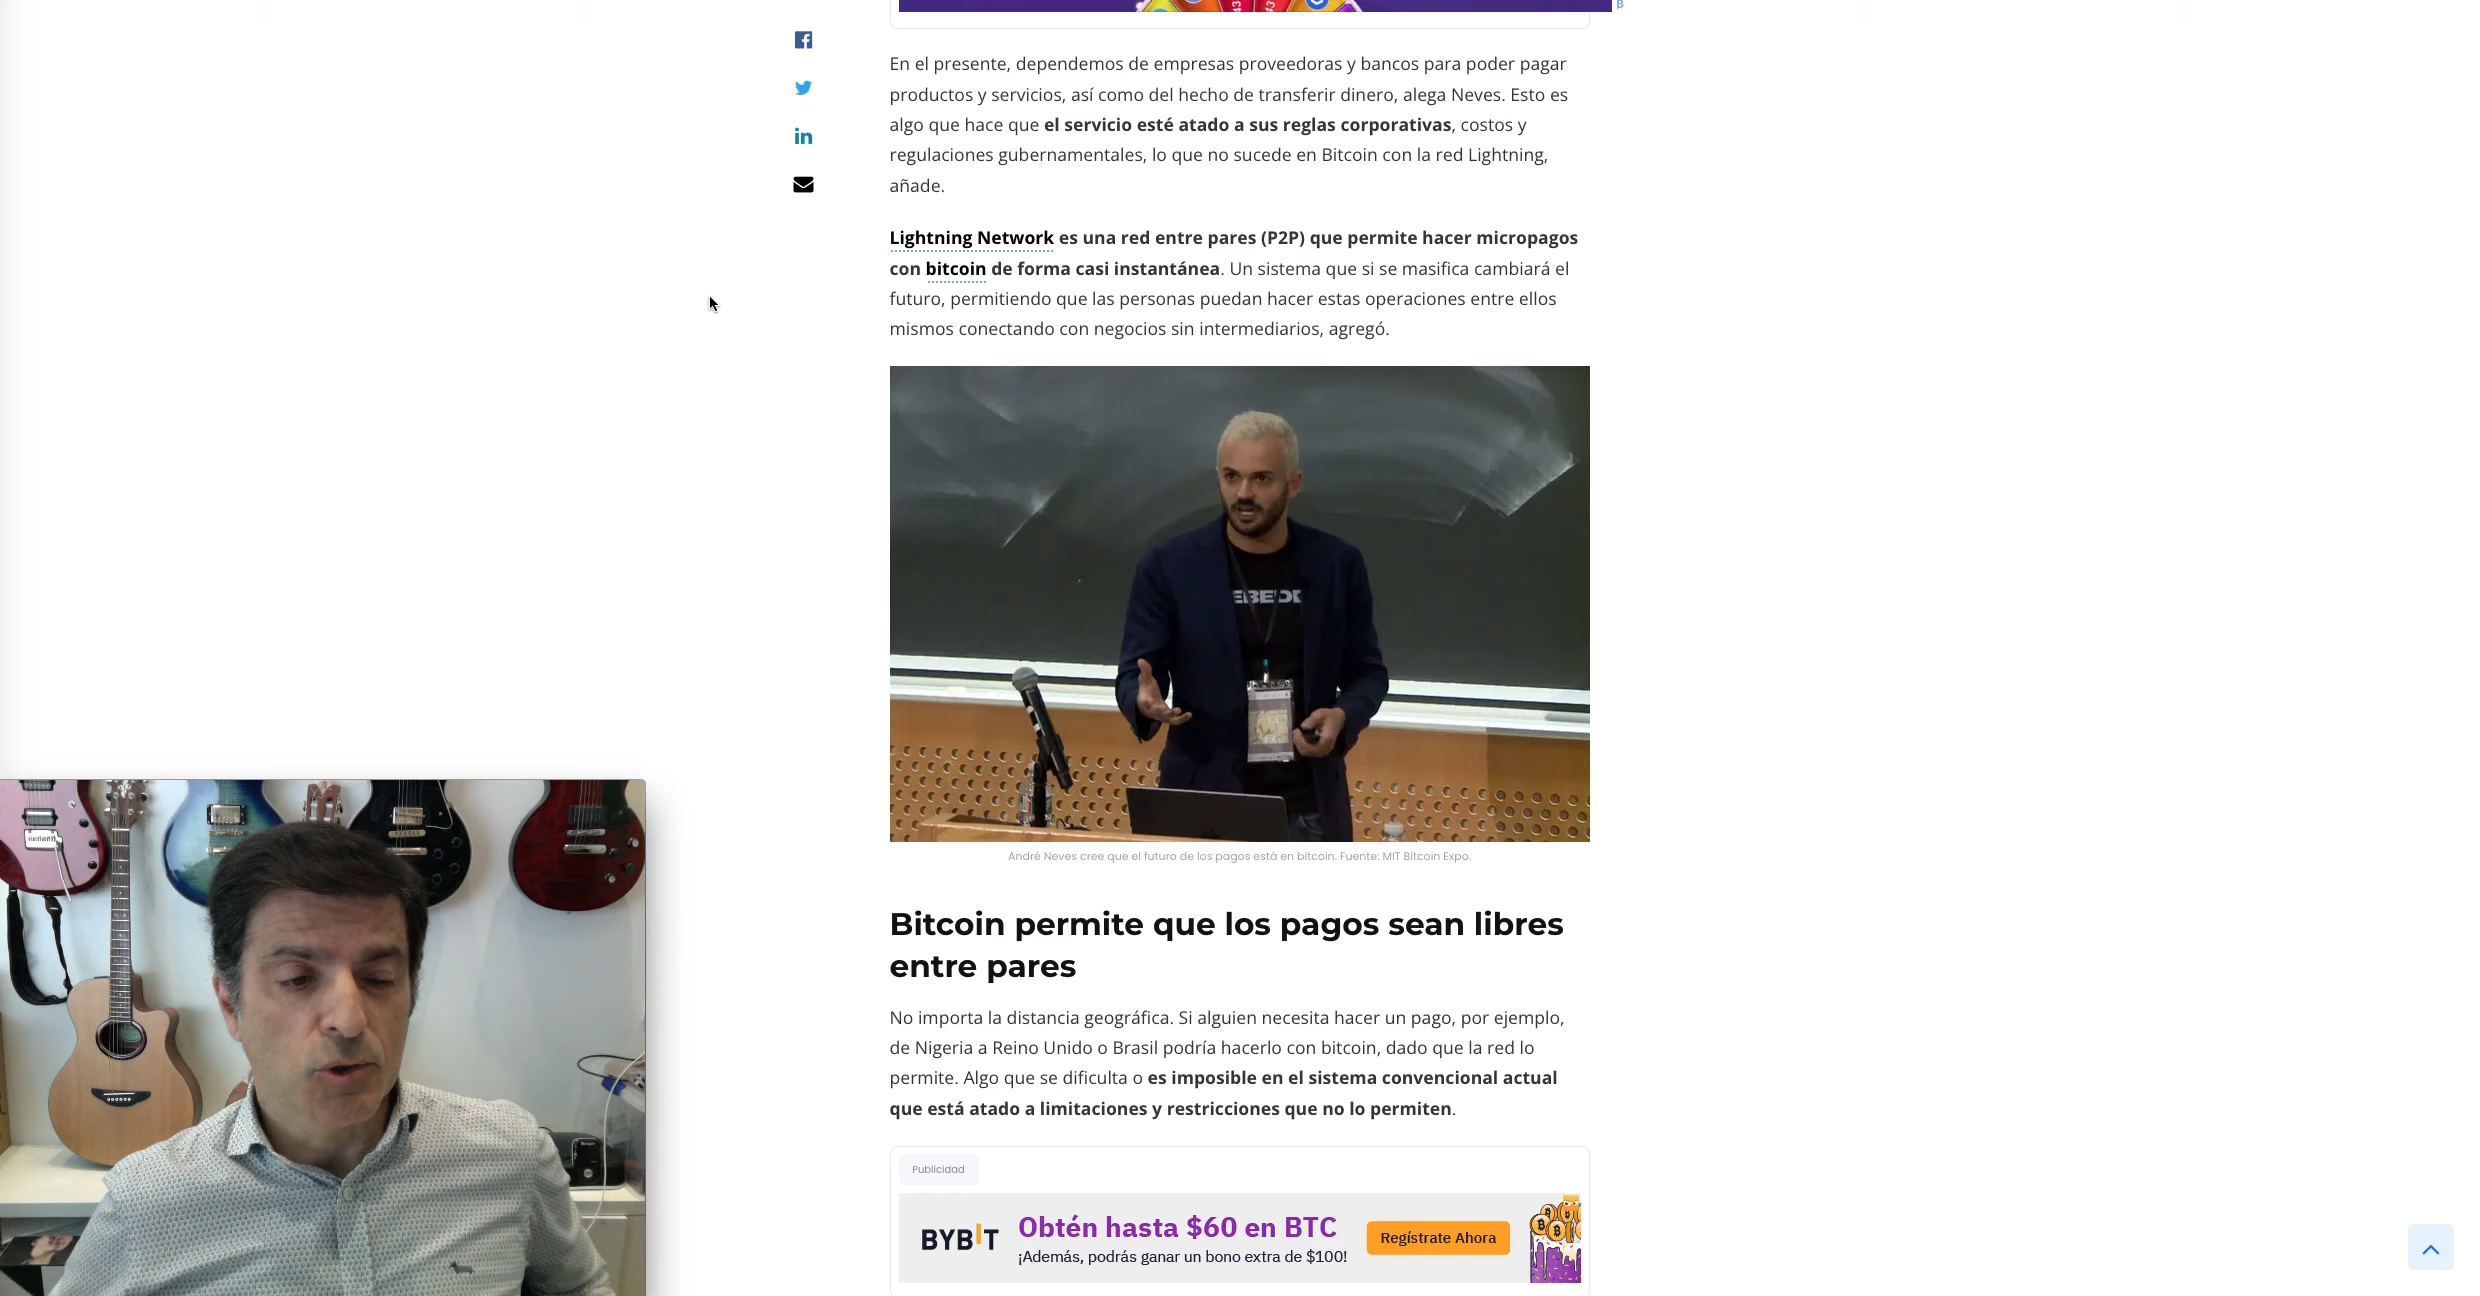 En el presente, dependemos de empresas proveedoras y bancos para poder pagar
productos y servicios, así como del hecho de transferir dinero, alega Neves. Esto es
algo que hace que el servicio esté atado a sus reglas corporativas, costos y
regulaciones gubernamentales, lo que no sucede en Bitcoin con la red Lightning,
añade.
Lightning Network es una red entre pares (P2P) que permite hacer micropagos
con bitcoin de forma casi instantánea. Un sistema que si se masifica cambiará el
futuro, permitiendo que las personas puedan hacer estas operaciones entre ellos
mismos conectando con negocios sin intermediarios, agregó.
André Neves cree que el futuro de los pagos está en bitcoin. Fuente: MIT Bitcoin Expo.
Bitcoin permite que los pagos sean libres
entre pares
No importa la distancia geográfica. Si alguien necesita hacer un pago, por ejemplo,
de Nigeria a Reino Unido o Brasil podría hacerlo con bitcoin, dado que la red lo
permite. Algo que se dificulta o es imposible en el sistema convencional actual
que está atado a limitaciones y restricciones que no lo permiten.
Publicidad
BYBIT
Obtén hasta $60 en BTC
¡Además, podrás ganar un bono extra de $100!
Regístrate Ahora